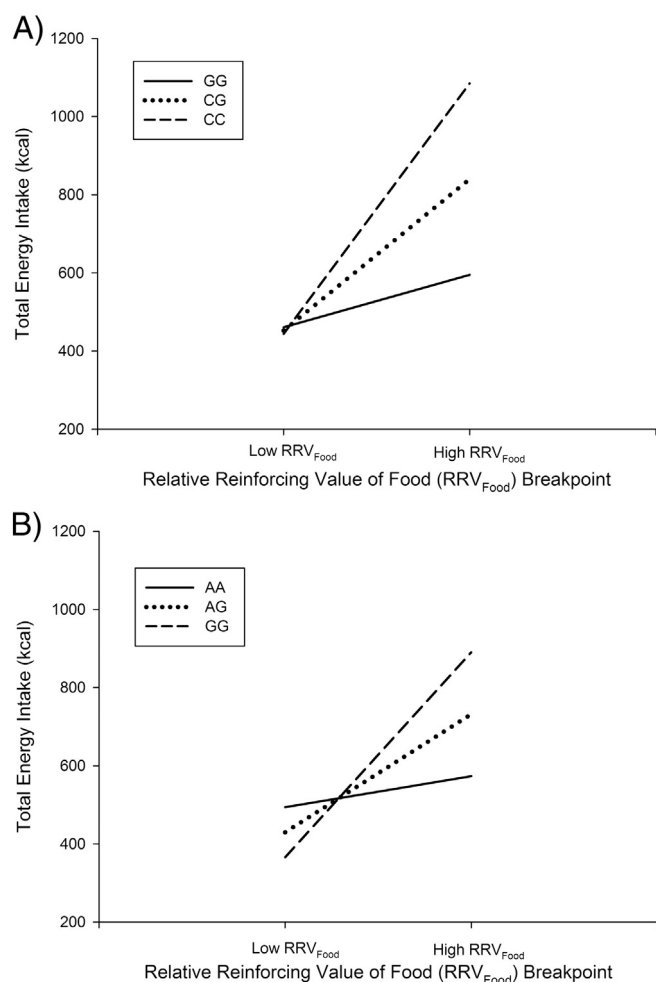 A)
1200
1000
800
600
400
200
Total Energy Intake (kcal)
GG
CG
CC
Low RRVFood
High RRVFood
Relative Reinforcing Value of Food (RRVFood) Breakpoint
B)
1200
1000
800
600
400
200
Total Energy Intake (kcal)
AA
AG
GG
Low RRVFood
High RRVFood
Relative Reinforcing Value of Food (RRVFood) Breakpoint